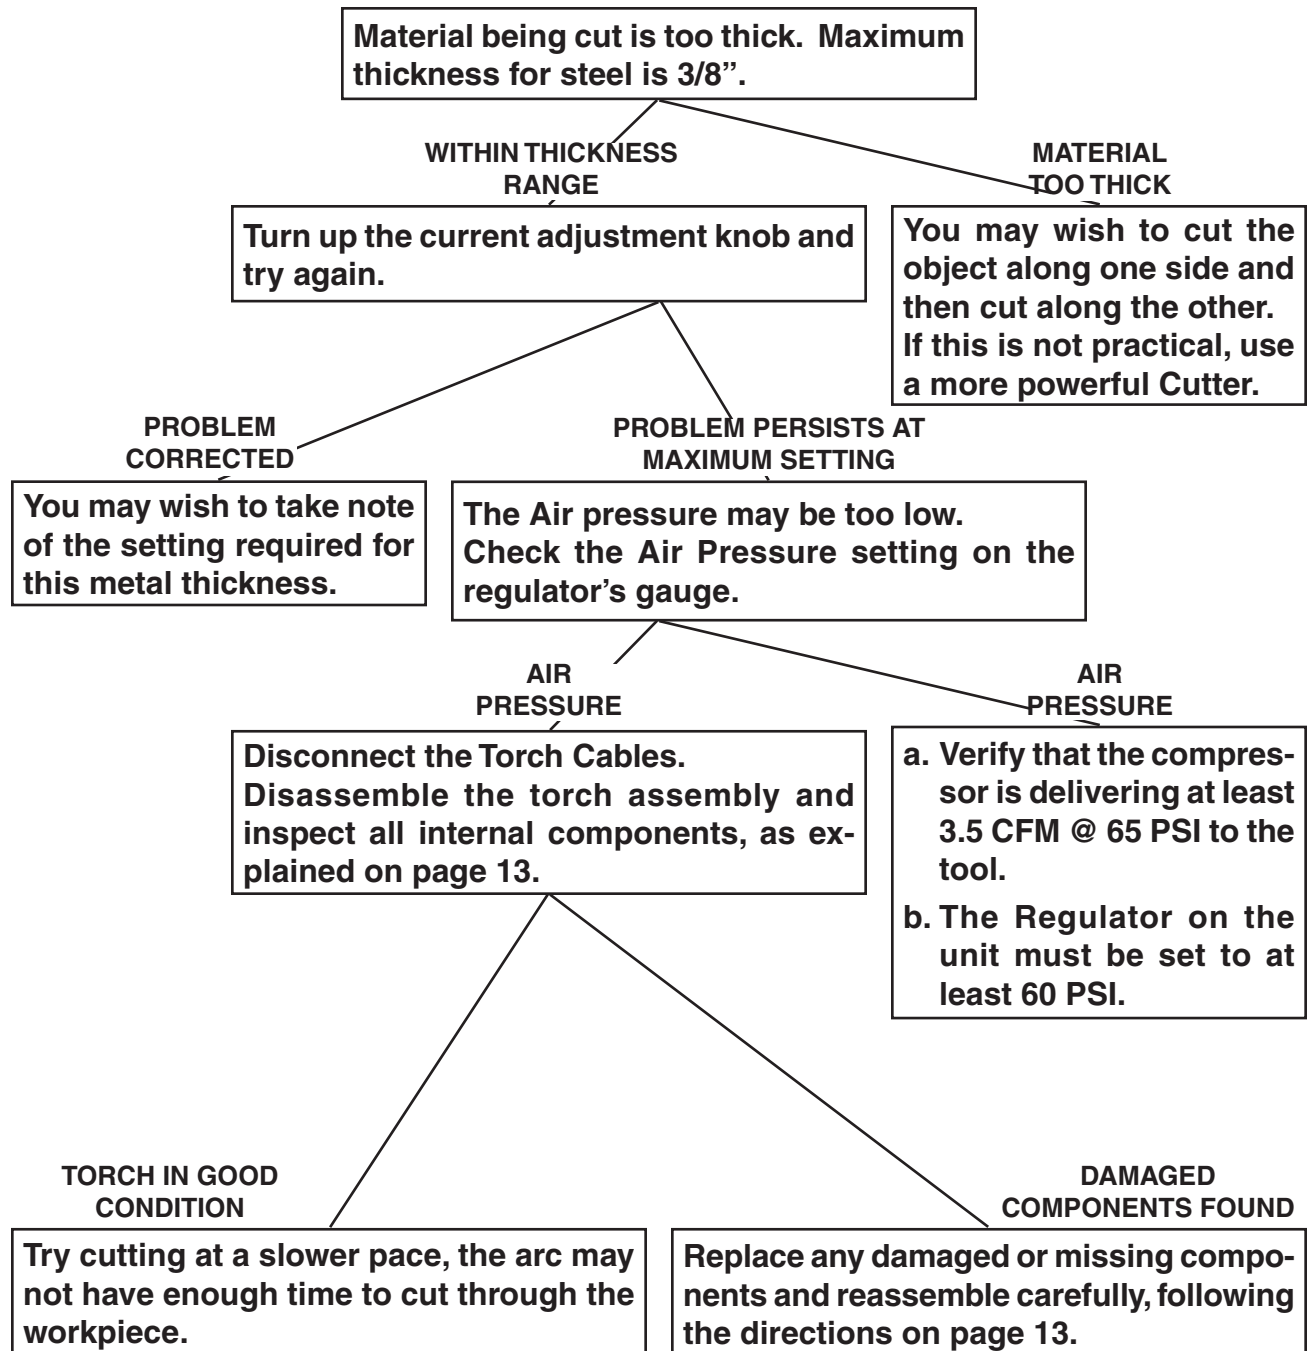 Material being cut is too thick.  Maximum
thickness for steel is 3/8”.
WITHIN THICKNESS
RANGE
MATERIAL
TOO THICK
Turn up the current adjustment knob and
try again.
You may wish to cut the
object along one side and
then cut along the other.
If this is not practical, use
a more powerful Cutter.
PROBLEM
CORRECTED
PROBLEM PERSISTS AT
MAXIMUM SETTING
You may wish to take note
of the setting required for
this metal thickness.
The Air pressure may be too low.
Check the Air Pressure setting on the
regulator’s gauge.
AIR
PRESSURE
AIR
PRESSURE
Disconnect the Torch Cables.
Disassemble the torch assembly and
inspect all internal components, as ex-
plained on page 13.
a. Verify that the compres-
sor is delivering at least
3.5 CFM @ 65 PSI to the
tool.
b. The Regulator on the
unit must be set to at
least 60 PSI.
TORCH IN GOOD
CONDITION
DAMAGED
COMPONENTS FOUND
Try cutting at a slower pace, the arc may
not have enough time to cut through the
workpiece.
Replace any damaged or missing compo-
nents and reassemble carefully, following
the directions on page 13.